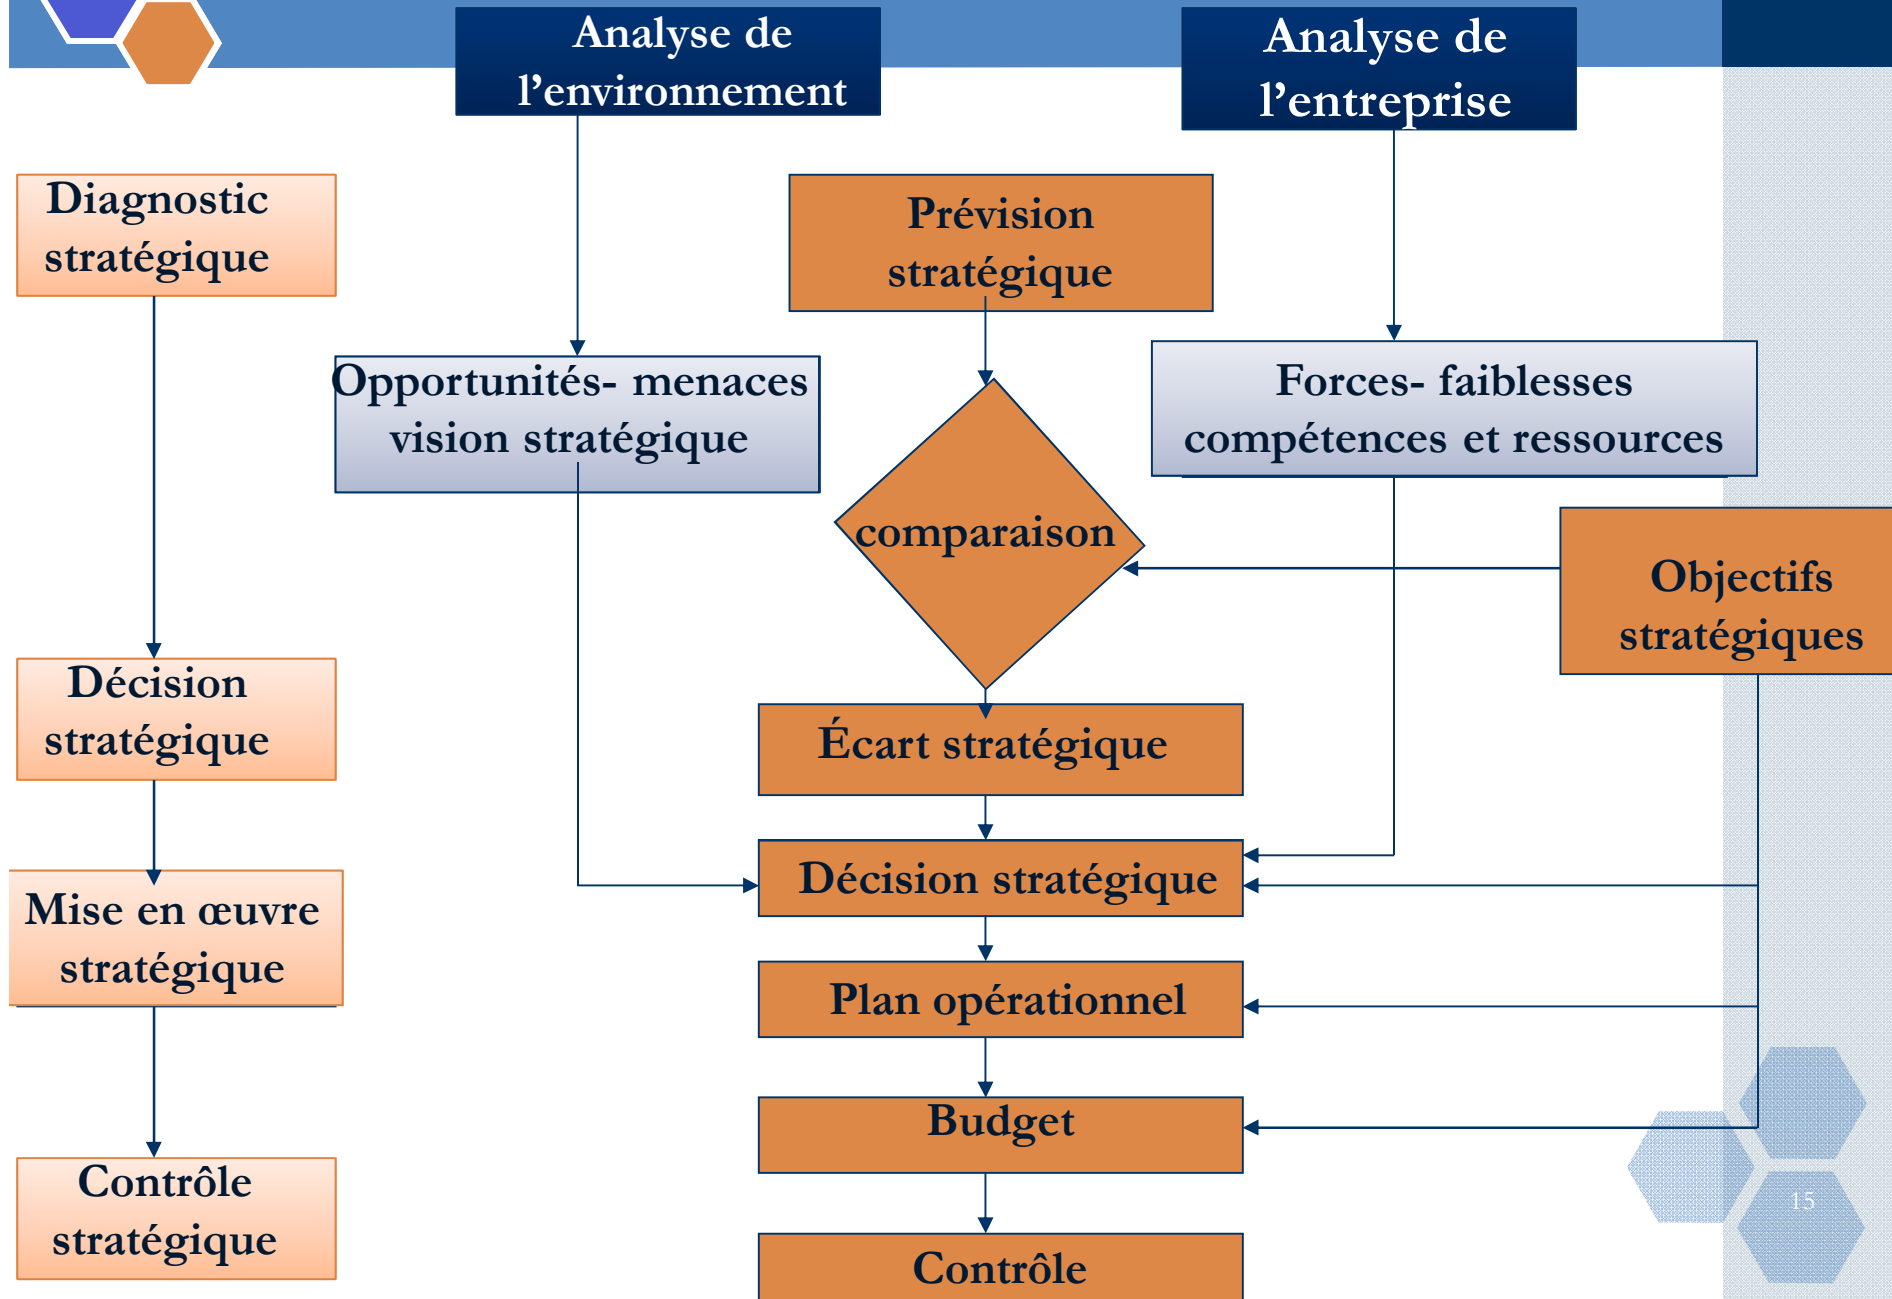 Analyse de
l’environnement
Analyse de
l’entreprise
Diagnostic
stratégique
Prévision
stratégique
Opportunités- menaces
vision stratégique
Forces- faiblesses
compétences et ressources
comparaison
Objectifs
stratégiques
Décision
stratégique
Écart stratégique
Décision stratégique
Mise en œuvre
stratégique
Plan opérationnel
Budget
Contrôle
stratégique
15
Contrôle